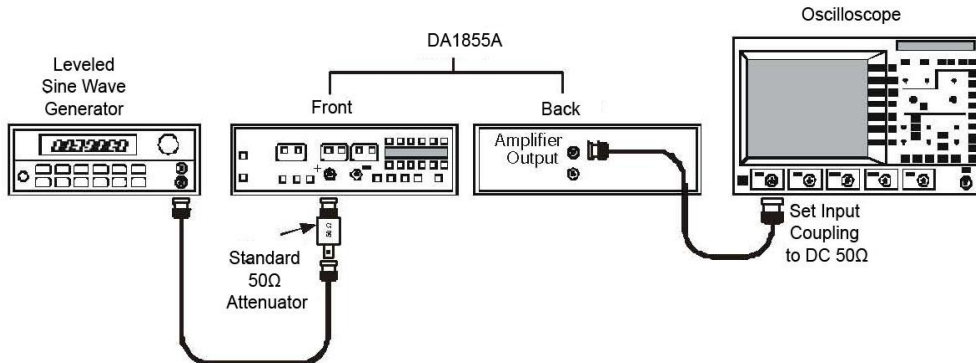 Oscilloscope
DA1855A
Leveled
Sine Wave
Generator
Front
Back
Amplifier
Output
+
-
Standard
50Ω
Attenuator
Set Input
Coupling
to DC 50Ω